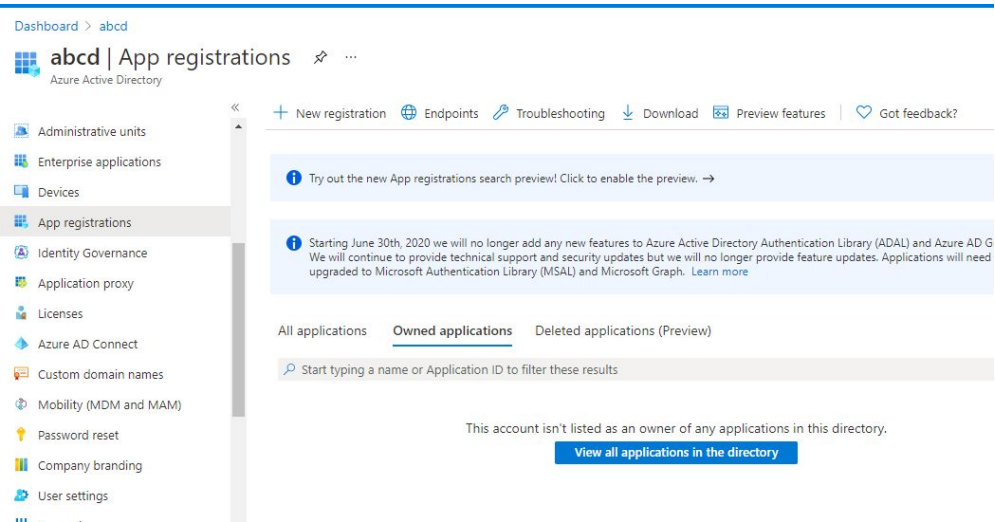 Dashboard > abcd
abcd | App registrations
Azure Active Directory
Administrative units
Enterprise applications
Devices
App registrations
Identity Governance
Application proxy
Licenses
Azure AD Connect
Custom domain names
Mobility (MDM and MAM)
Password reset
Company branding
User settings
New registration Endpoints Troubleshooting Download Preview features Got feedback?
Try out the new App registrations search preview! Click to enable the preview. →
Starting June 30th, 2020 we will no longer add any new features to Azure Active Directory Authentication Library (ADAL) and Azure AD G
We will continue to provide technical support and security updates but we will no longer provide feature updates. Applications will need
upgraded to Microsoft Authentication Library (MSAL) and Microsoft Graph. Learn more
All applications Owned applications Deleted applications (Preview)
Start typing a name or Application ID to filter these results
This account isn't listed as an owner of any applications in this directory.
View all applications in the directory